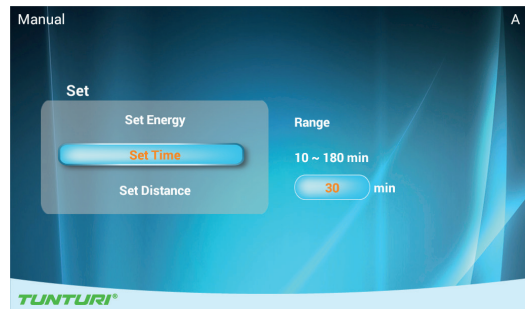 Manual A
Set
Set Energy
Set Time
Set Distance
Range
10 ~ 180 min
30 min
TUNTURI®